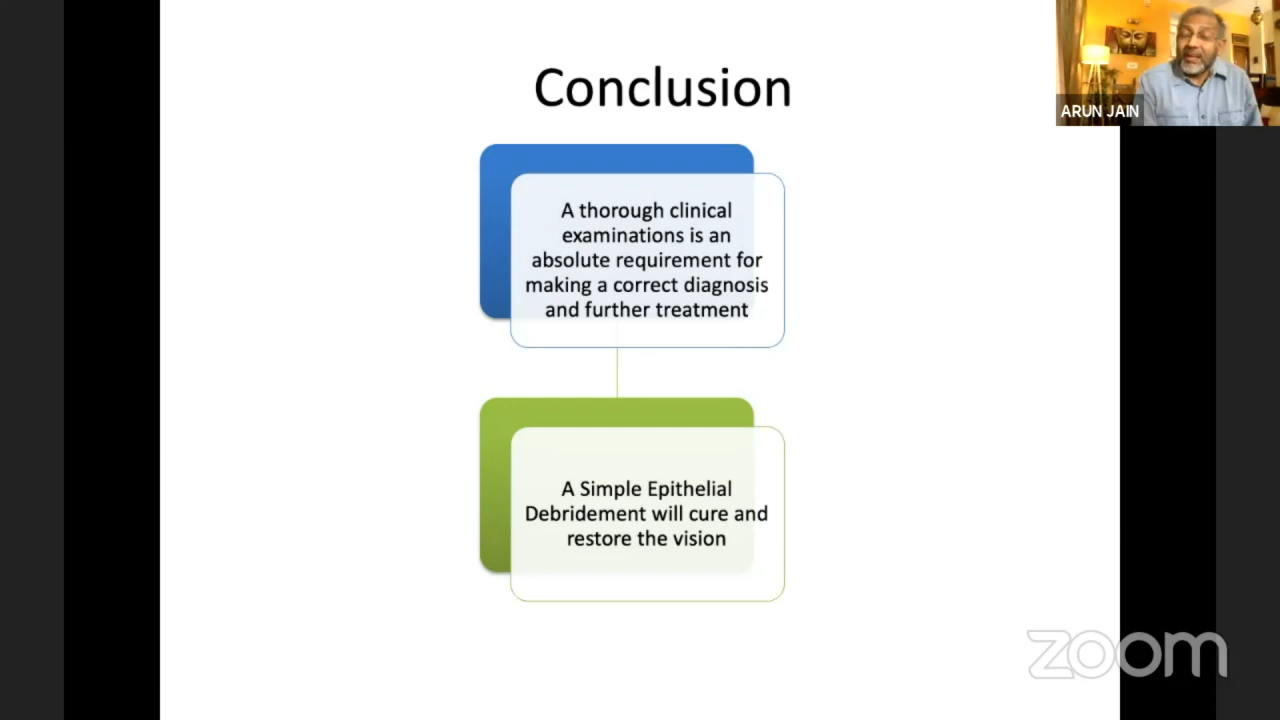 Conclusion
ARUN JAIN
A thorough clinical
examinations is an
absolute requirement for
making a correct diagnosis
and further treatment
A Simple Epithelial
Debridement will cure and
restore the vision
zoom